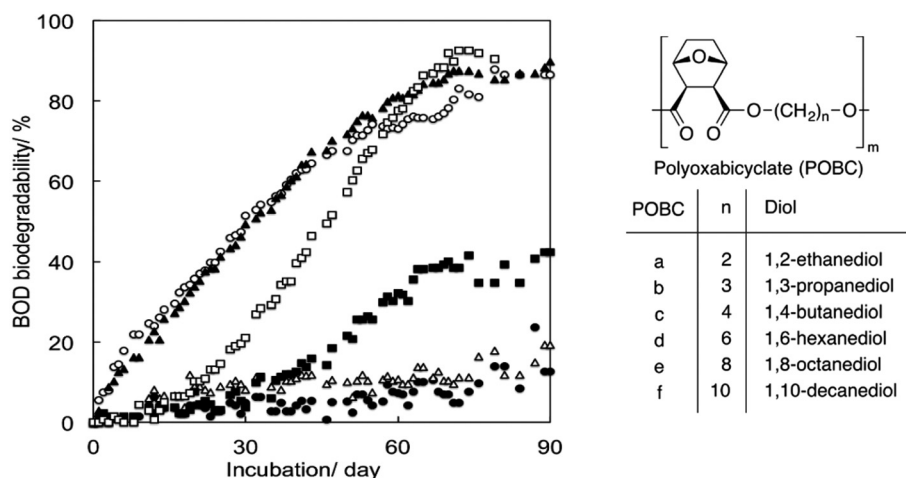 100
80
60
40
20
0
BOD biodegradability/ %
0 30 60 90
Incubation/ day
O
O O
O—(CH2)n—O
m
Polyoxabicyclate (POBC)
POBC n Diol
a 2 1,2-ethanediol
b 3 1,3-propanediol
c 4 1,4-butanediol
d 6 1,6-hexanediol
e 8 1,8-octanediol
f 10 1,10-decanediol